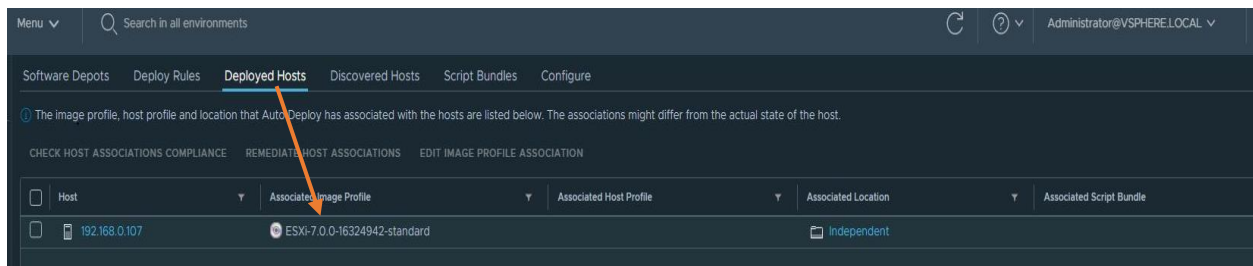 Menu Search in all environments Administrator@VSPHERE.LOCAL
Software Depots Deploy Rules Deployed Hosts Discovered Hosts Script Bundles Configure
The image profile, host profile and location that Auto Deploy has associated with the hosts are listed below. The associations might differ from the actual state of the host.
CHECK HOST ASSOCIATIONS COMPLIANCE REMEDIATE HOST ASSOCIATIONS EDIT IMAGE PROFILE ASSOCIATION
Host Associated Image Profile Associated Host Profile Associated Location Associated Script Bundle
192.168.0.107 ESXi-7.0.0-16324942-standard Independent